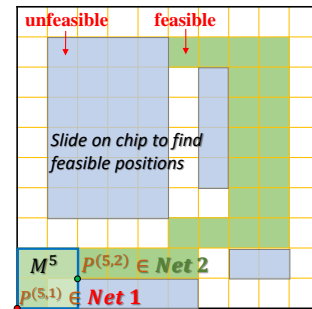 unfeasible feasible
Slide on chip to find
feasible positions
M⁵ P⁽⁵,²⁾ ∈ Net 2
P⁽⁵,¹⁾ ∈ Net 1